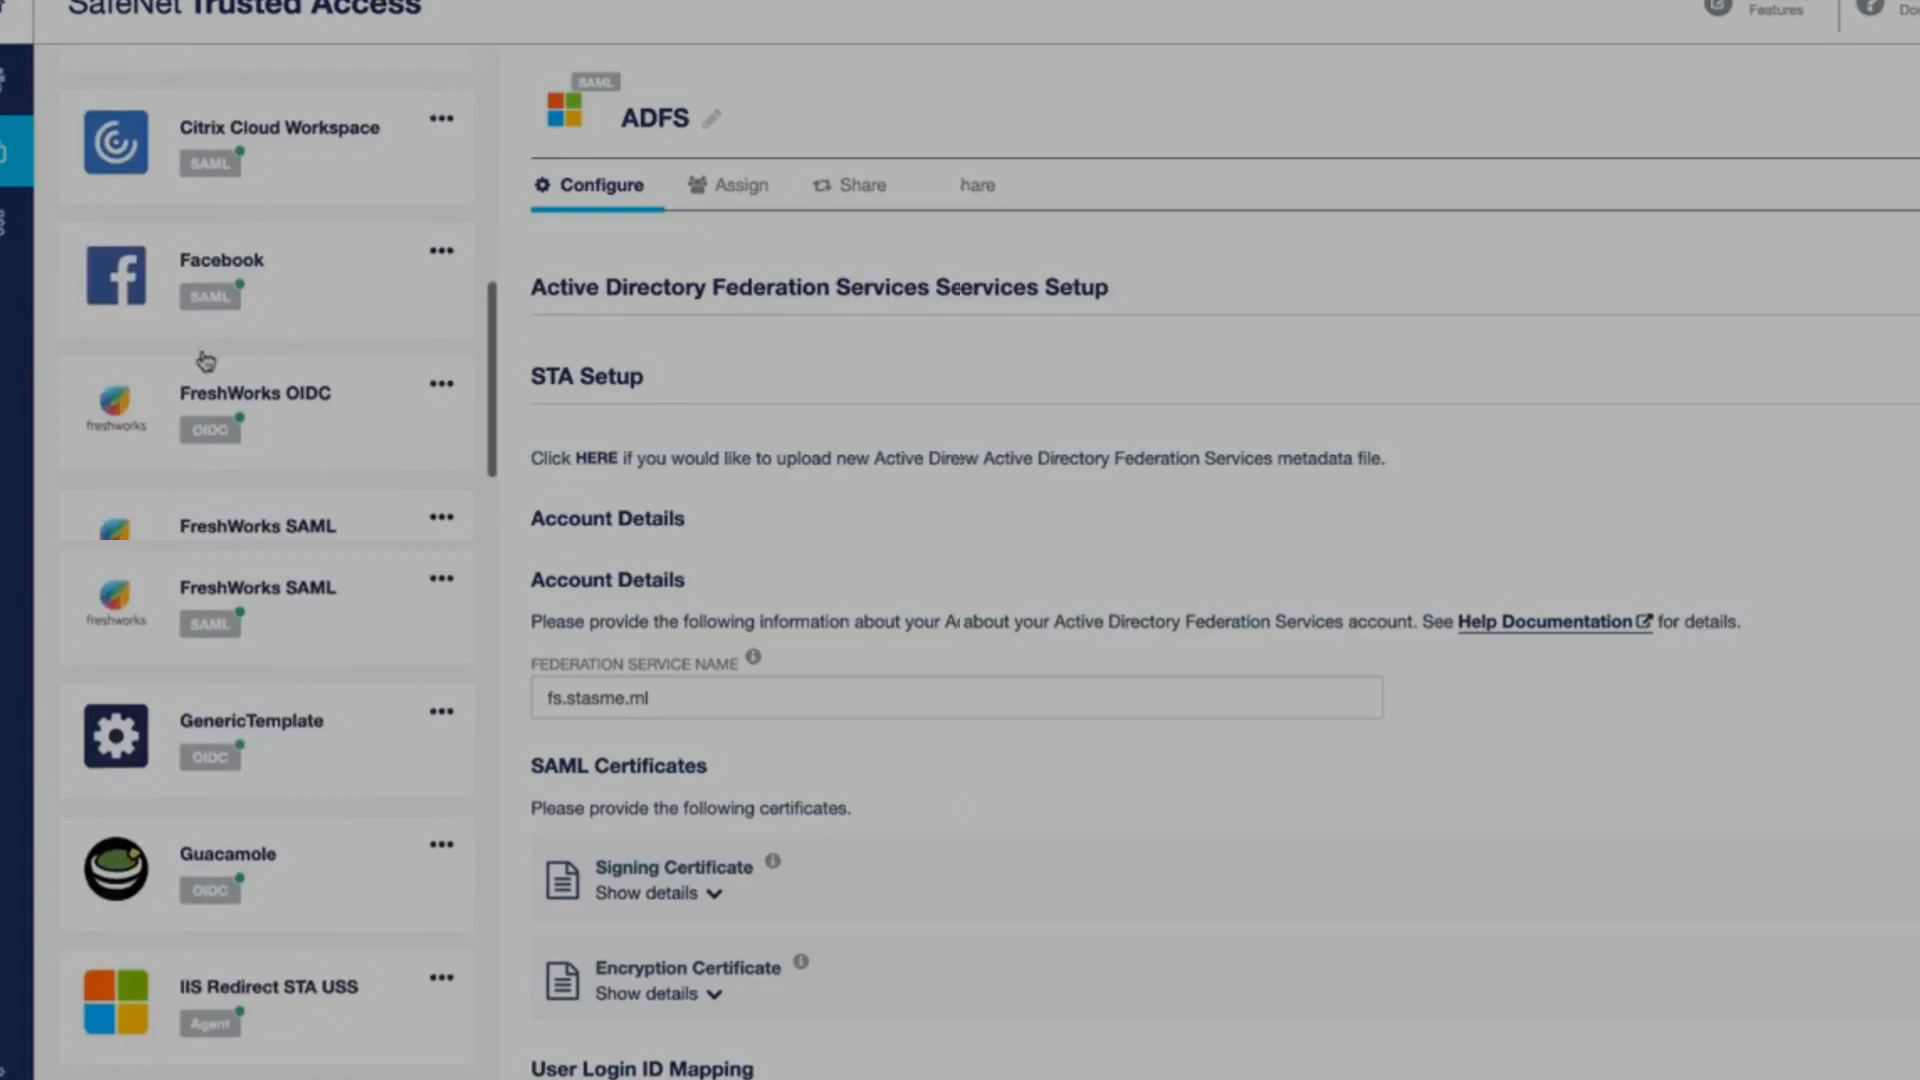 SafeNet Trusted Access
Features
Citrix Cloud Workspace
SAML
Facebook
SAML
FreshWorks OIDC
freshworks
OIDC
FreshWorks SAML
FreshWorks SAML
freshworks
SAML
GenericTemplate
OIDC
Guacamole
OIDC
IIS Redirect STA USS
Agent
SAML
ADFS
Configure
Assign
Share
hare
Active Directory Federation Services Seervices Setup
STA Setup
Click HERE if you would like to upload new Active Direw Active Directory Federation Services metadata file.
Account Details
Account Details
Please provide the following information about your A about your Active Directory Federation Services account. See Help Documentation for details.
FEDERATION SERVICE NAME
fs.stasme.ml
SAML Certificates
Please provide the following certificates.
Signing Certificate
Show details
Encryption Certificate
Show details
User Login ID Mapping